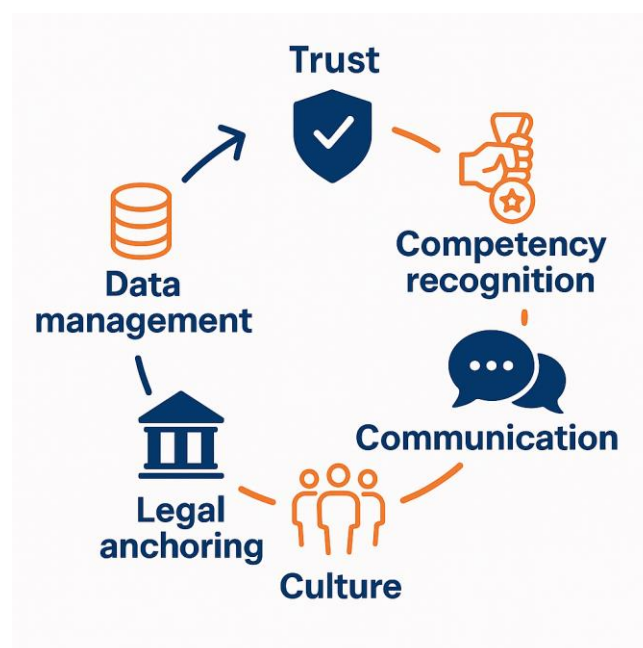 Trust
Competency
recognition
Communication
Culture
Legal
anchoring
Data
management